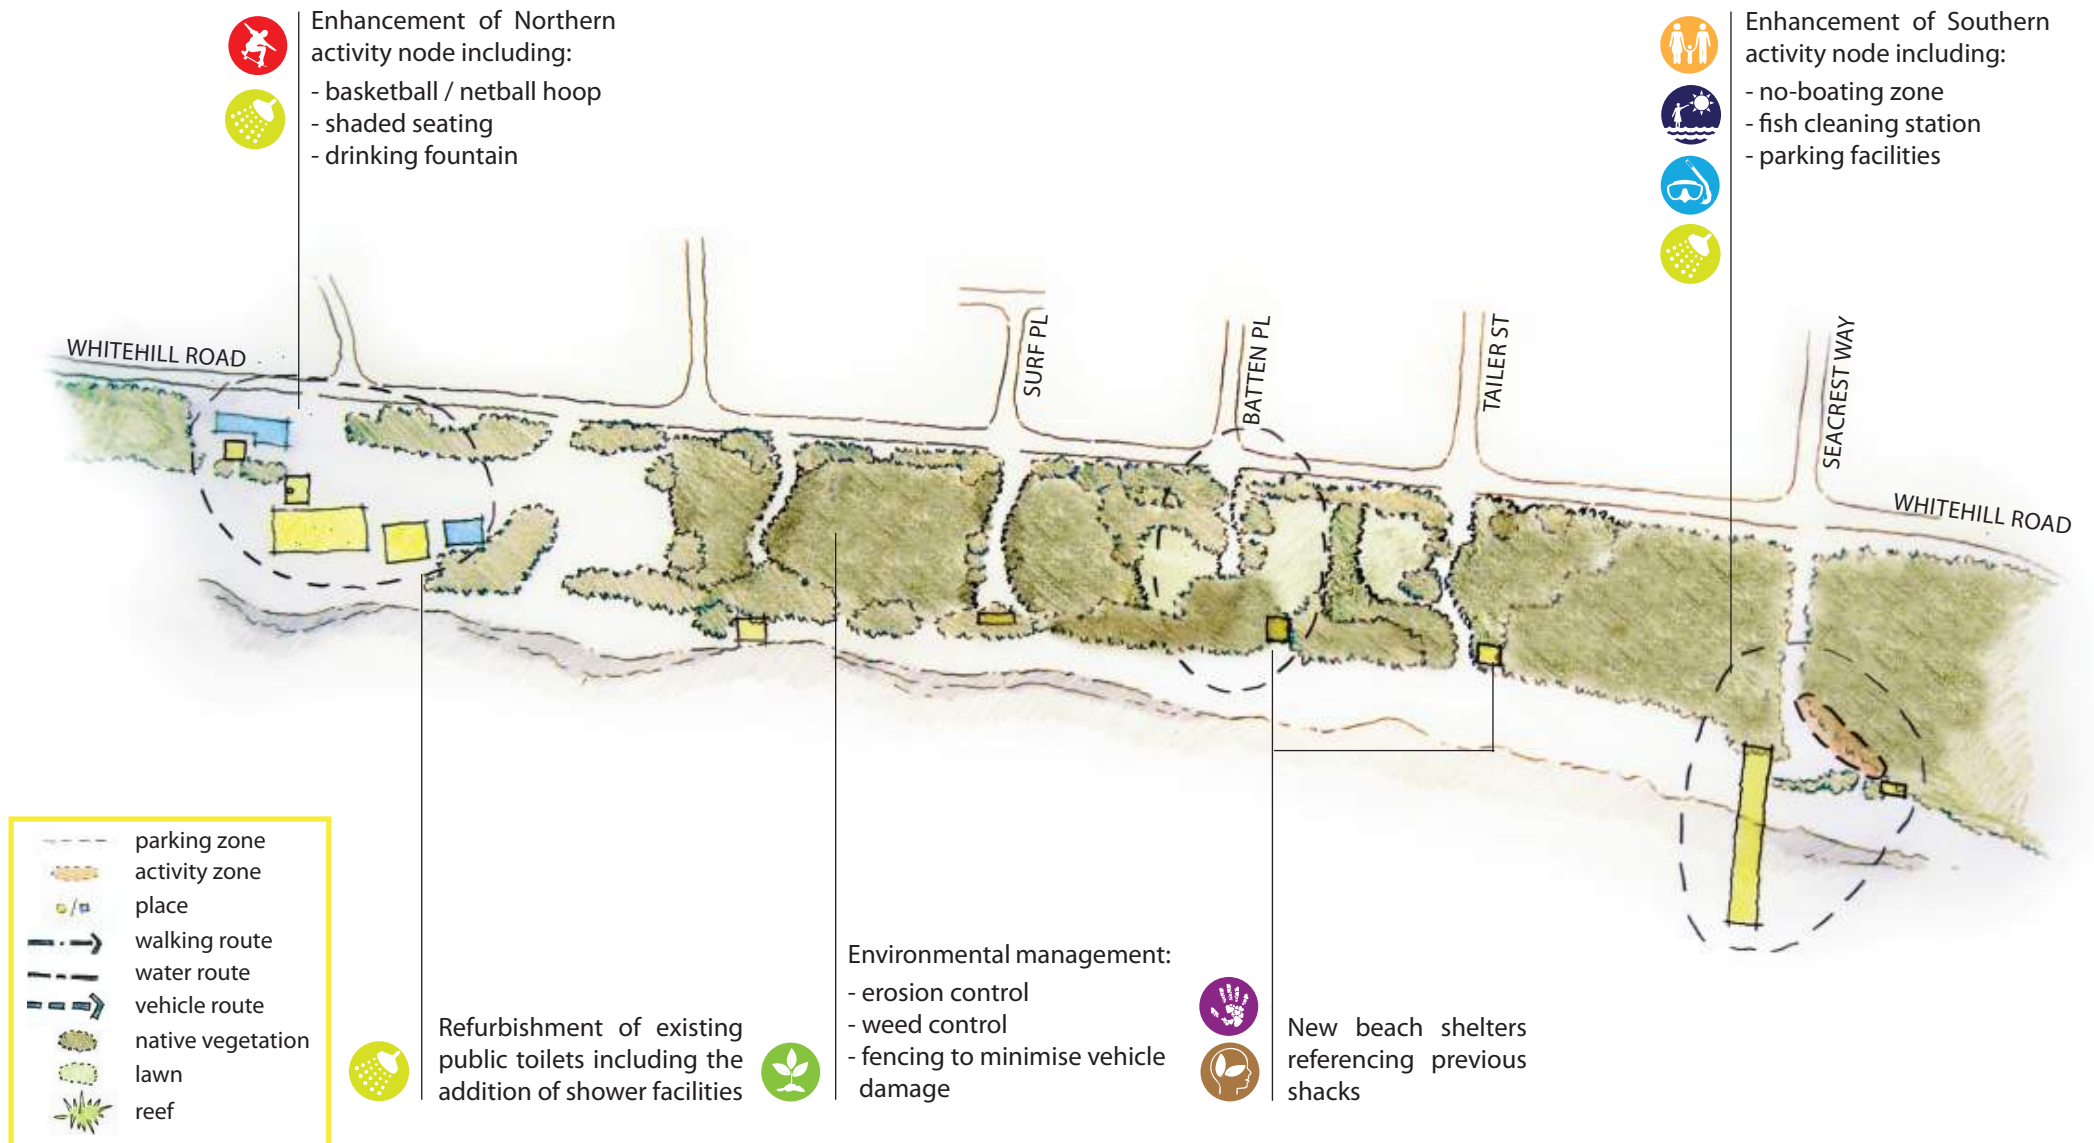 Enhancement of Northern
activity node including:
- basketball / netball hoop
- shaded seating
- drinking fountain
Enhancement of Southern
activity node including:
- no-boating zone
- fish cleaning station
- parking facilities
WHITEHILL ROAD
SURF PL
BATTEN PL
TAILER ST
SEACREST WAY
WHITEHILL ROAD
parking zone
activity zone
place
walking route
water route
vehicle route
native vegetation
lawn
reef
Refurbishment of existing
public toilets including the
addition of shower facilities
Environmental management:
- erosion control
- weed control
- fencing to minimise vehicle
damage
New beach shelters
referencing previous
shacks